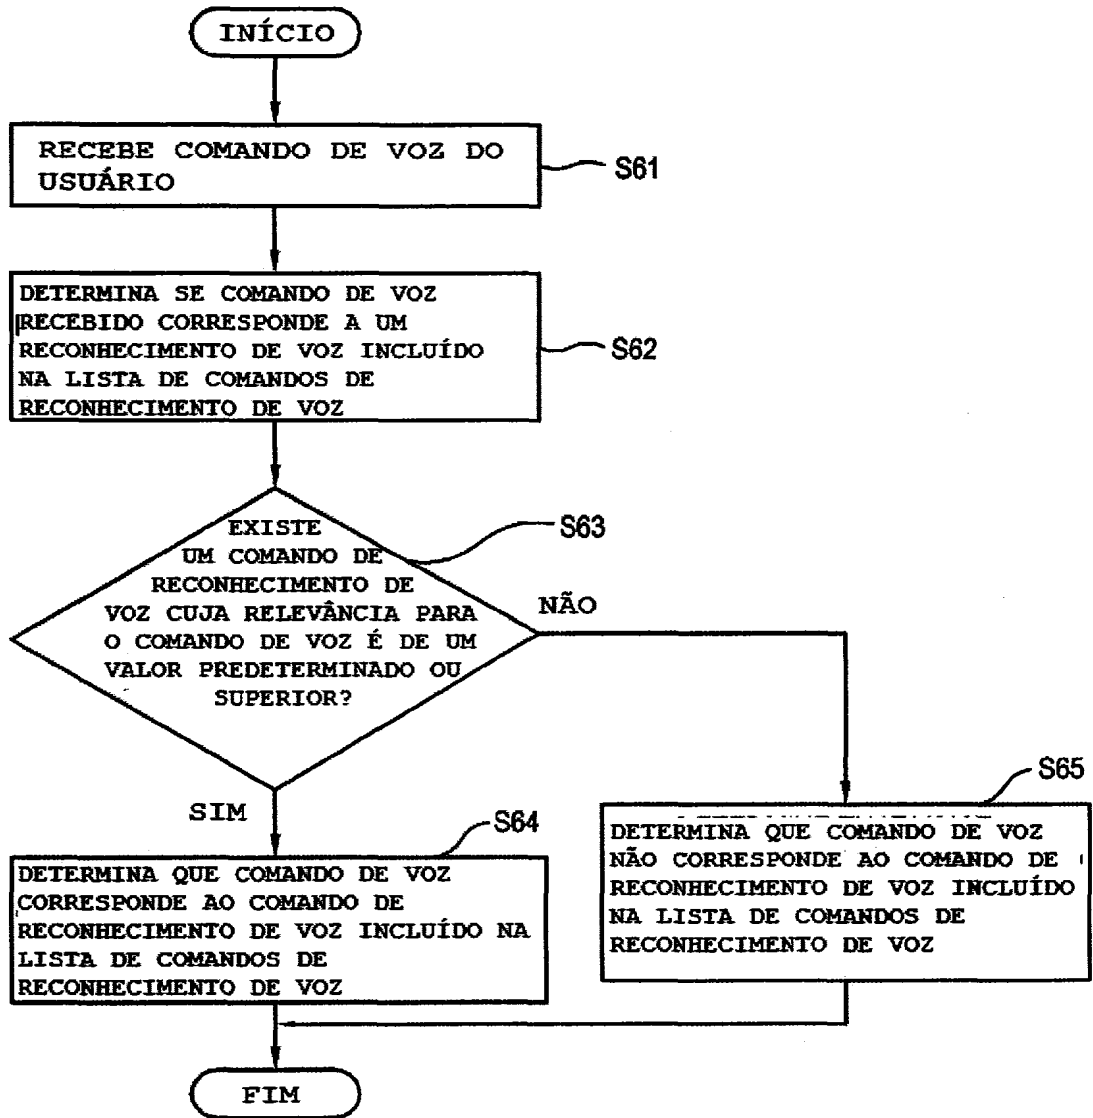 INÍCIO
RECEBE COMANDO DE VOZ DO
USUÁRIO
S61
DETERMINA SE COMANDO DE VOZ
RECEBIDO CORRESPONDE A UM
RECONHECIMENTO DE VOZ INCLUÍDO
NA LISTA DE COMANDOS DE
RECONHECIMENTO DE VOZ
S62
EXISTE
UM COMANDO DE
RECONHECIMENTO DE
VOZ CUJA RELEVÂNCIA PARA
O COMANDO DE VOZ É DE UM
VALOR PREDETERMINADO OU
SUPERIOR?
S63
NÃO
SIM
S64
DETERMINA QUE COMANDO DE VOZ
CORRESPONDE AO COMANDO DE
RECONHECIMENTO DE VOZ INCLUÍDO NA
LISTA DE COMANDOS DE
RECONHECIMENTO DE VOZ
S65
DETERMINA QUE COMANDO DE VOZ
NÃO CORRESPONDE AO COMANDO DE
RECONHECIMENTO DE VOZ INCLUÍDO
NA LISTA DE COMANDOS DE
RECONHECIMENTO DE VOZ
FIM